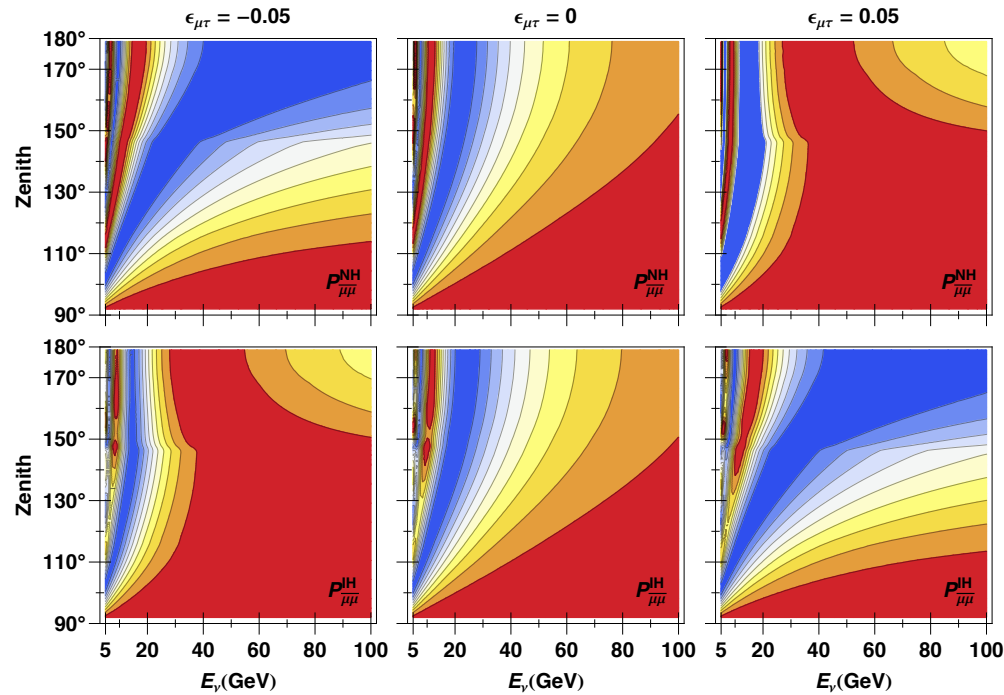 ϵμτ = −0.05
ϵμτ = 0
ϵμτ = 0.05
180°
170°
150°
130°
110°
90°
Zenith
P^NH_μ̅μ̅
P^NH_μ̅μ̅
P^NH_μ̅μ̅
180°
170°
150°
130°
110°
90°
Zenith
P^IH_μ̅μ̅
P^IH_μ̅μ̅
P^IH_μ̅μ̅
5 20 40 60 80 100
5 20 40 60 80 100
5 20 40 60 80 100
Eν(GeV)
Eν(GeV)
Eν(GeV)